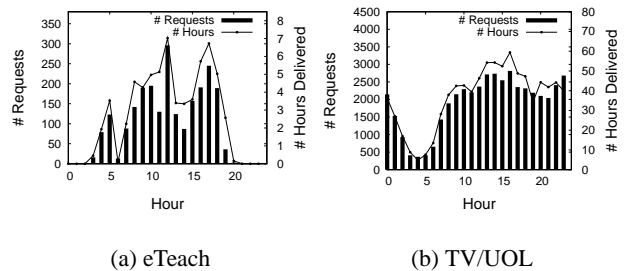 # Requests
# Hours
350
300
250
200
150
100
50
0
# Requests
8
7
6
5
4
3
2
1
0
# Hours Delivered
0 5 10 15 20
Hour
(a) eTeach
# Requests
# Hours
4500
4000
3500
3000
2500
2000
1500
1000
500
0
# Requests
80
70
60
50
40
30
20
10
0
# Hours Delivered
0 5 10 15 20
Hour
(b) TV/UOL